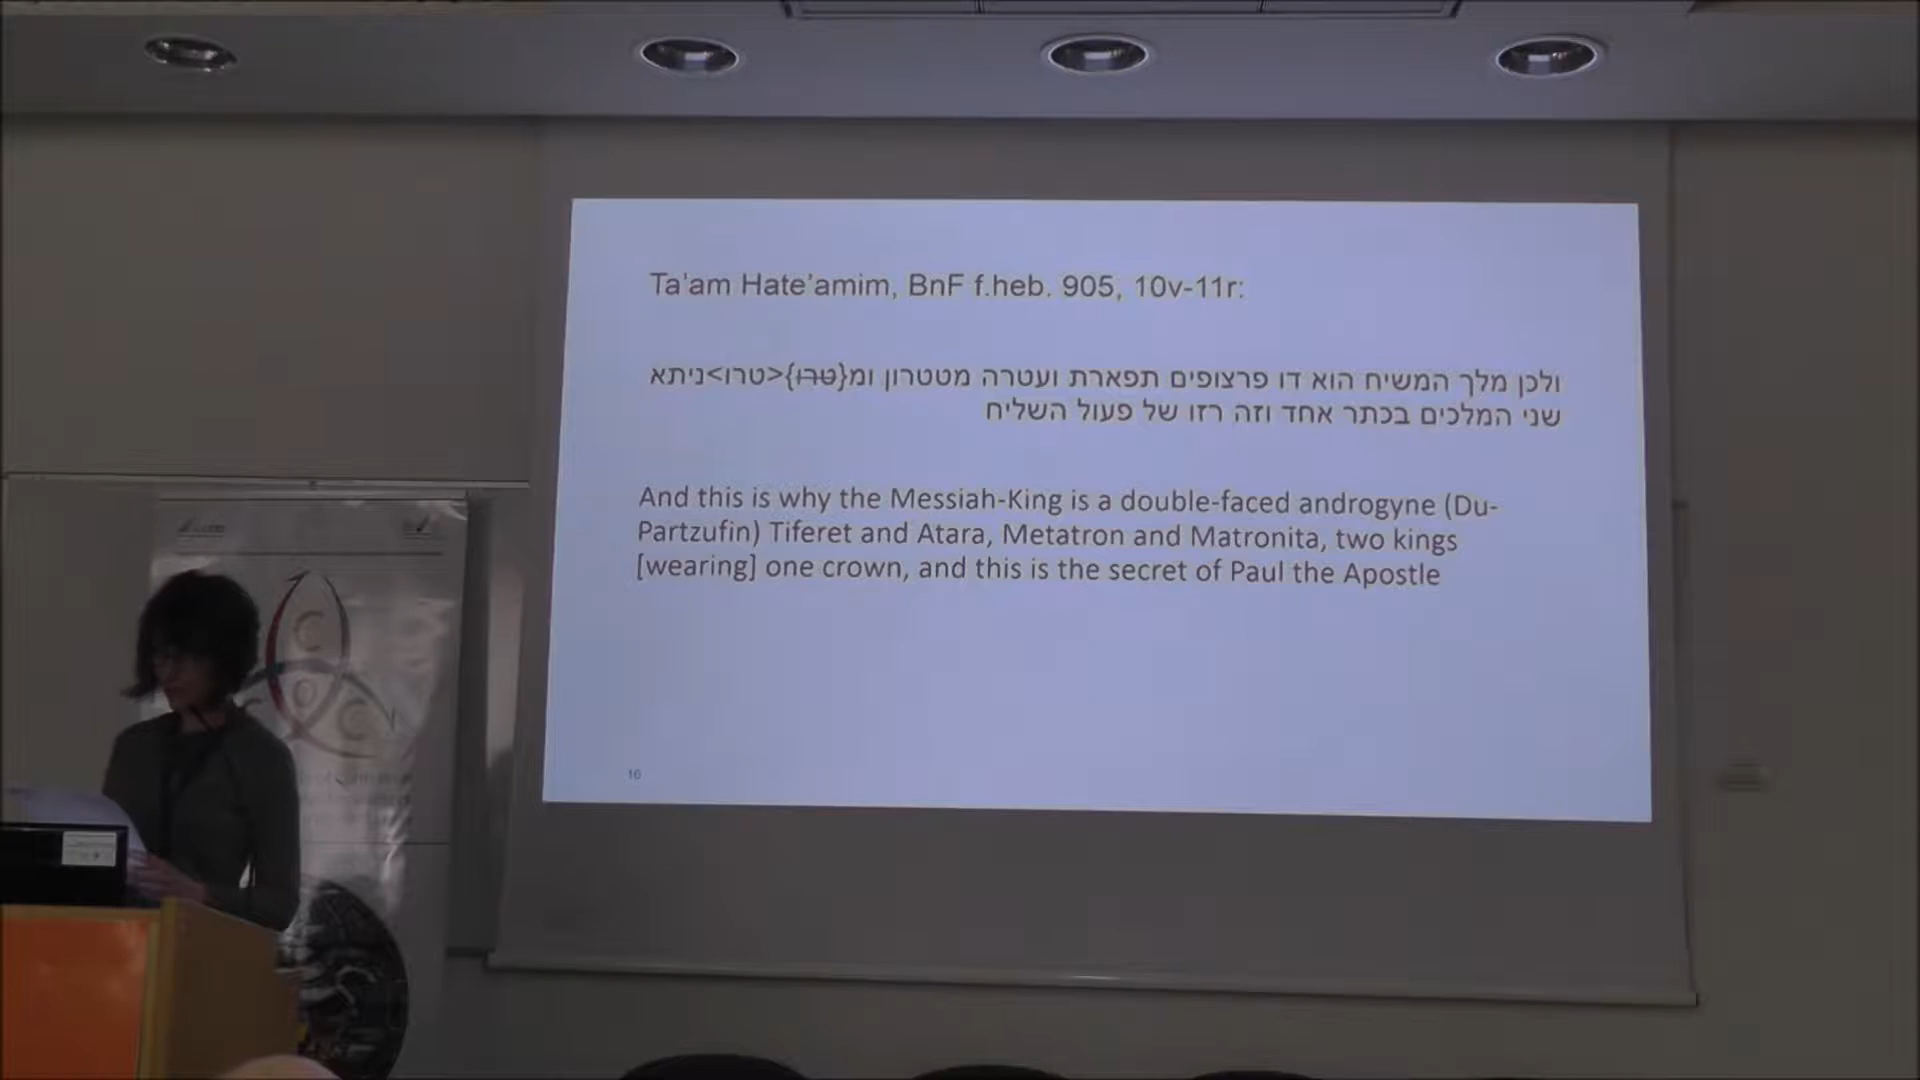 Ta'am Hate'amim, BnF f.heb. 905, 10v-11r:
ולכן מלך המשיח הוא דו פרצופים תפארת ועטרה מטטרון ומ{טרו}<טרו>ניתא
שני המלכים בכתר אחד וזה רזו של פעול השליח
And this is why the Messiah-King is a double-faced androgyne (Du-
Partzufin) Tiferet and Atara, Metatron and Matronita, two kings
[wearing] one crown, and this is the secret of Paul the Apostle
16
C
O
C